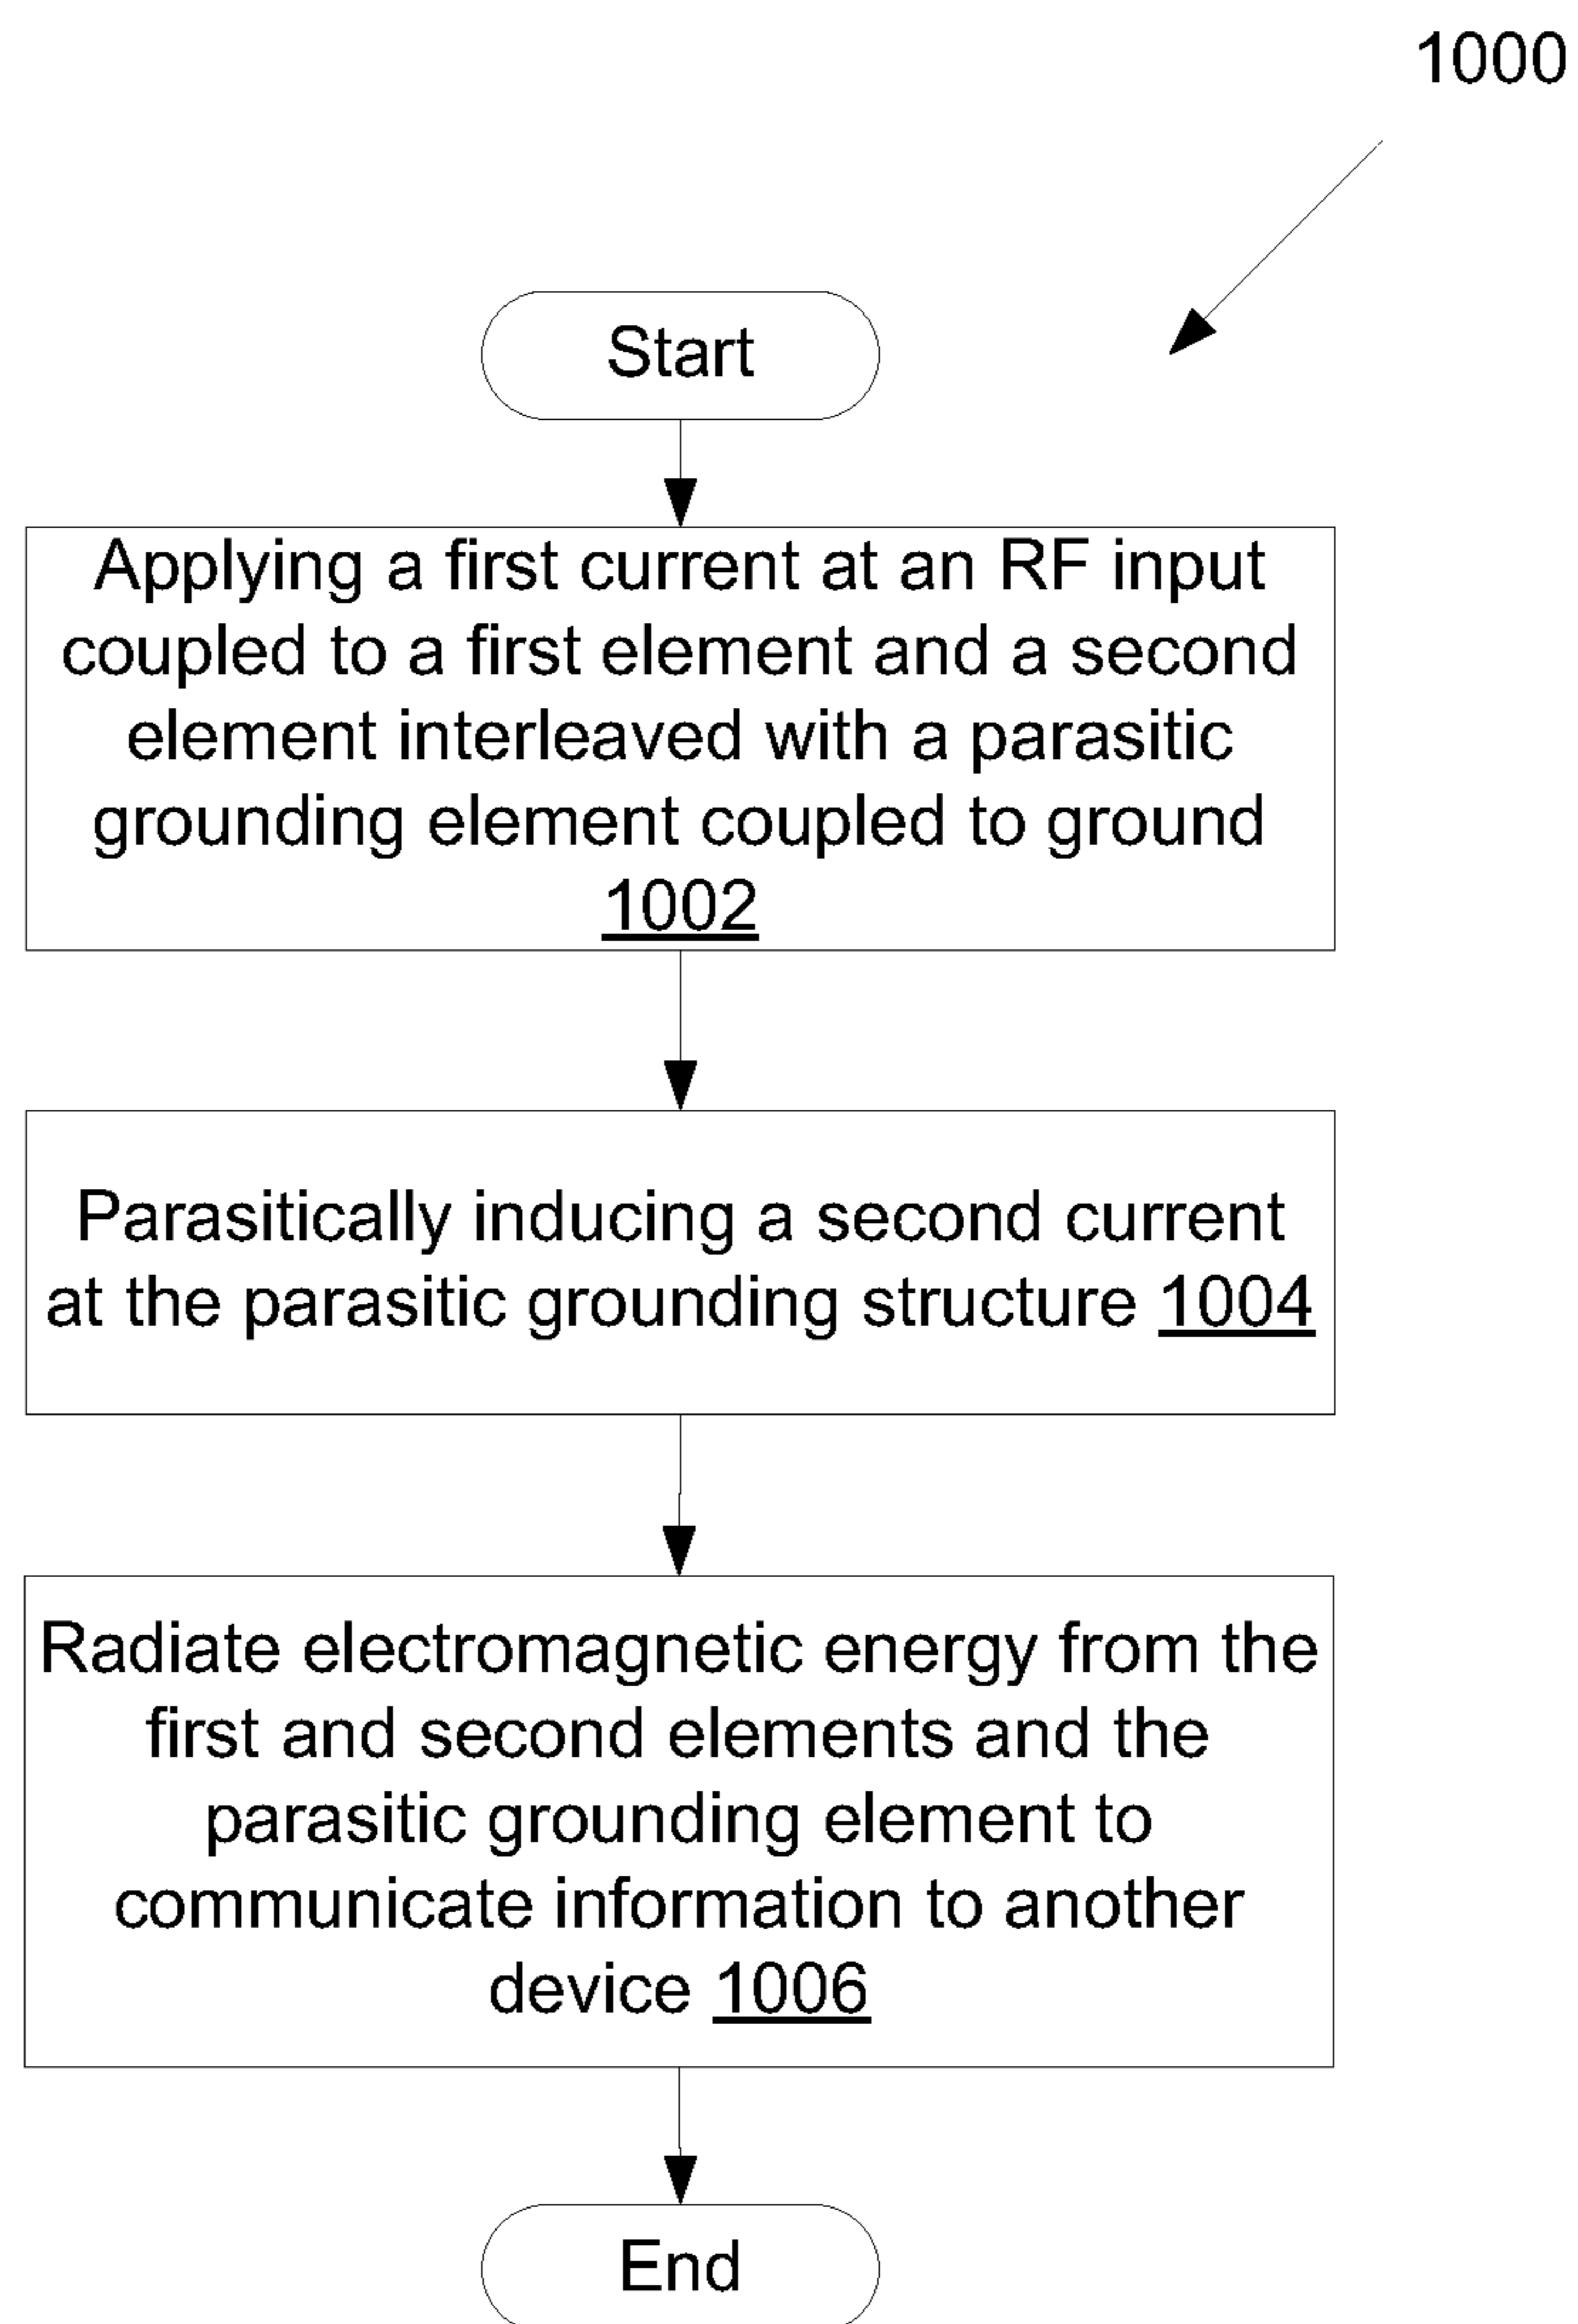 1000
Start
Applying a first current at an RF input
coupled to a first element and a second
element interleaved with a parasitic
grounding element coupled to ground
1002
Parasitically inducing a second current
at the parasitic grounding structure 1004
Radiate electromagnetic energy from the
first and second elements and the
parasitic grounding element to
communicate information to another
device 1006
End